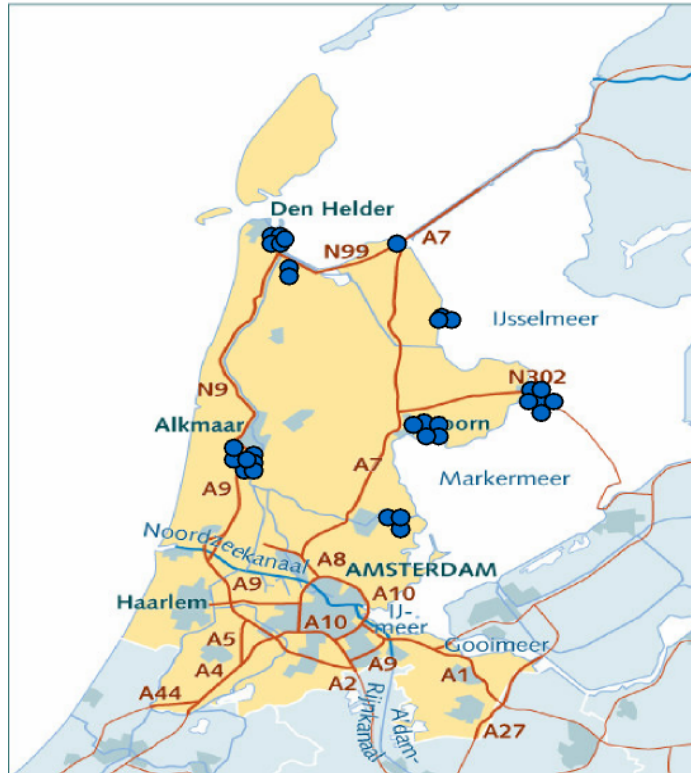 Den Helder
N99
A7
IJsselmeer
N302
N9
Alkmaar
oorn
A7
Markermeer
A9
Noordzeekanaal
A8
AMSTERDAM
A9
A10
Haarlem
IJ-
meer
A10
A5
Gooimeer
A4
A9
A1
A2
A44
Rijnkanaal
A'dam-
A27